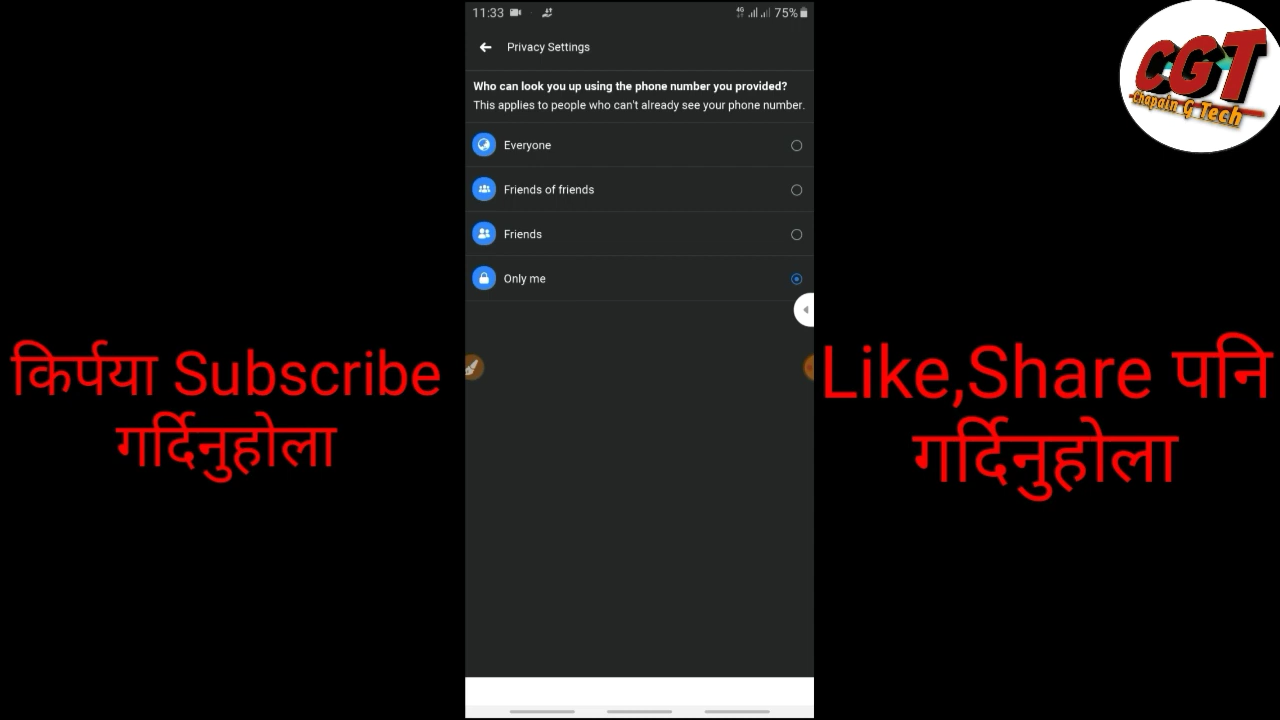 11:33
4G 75%
CGT
Chapain G Tech
Privacy Settings
Who can look you up using the phone number you provided?
This applies to people who can't already see your phone number.
Everyone
Friends of friends
Friends
Only me
किर्पया Subscribe
गर्दिनुहोला
Like,Share पनि
गर्दिनुहोला